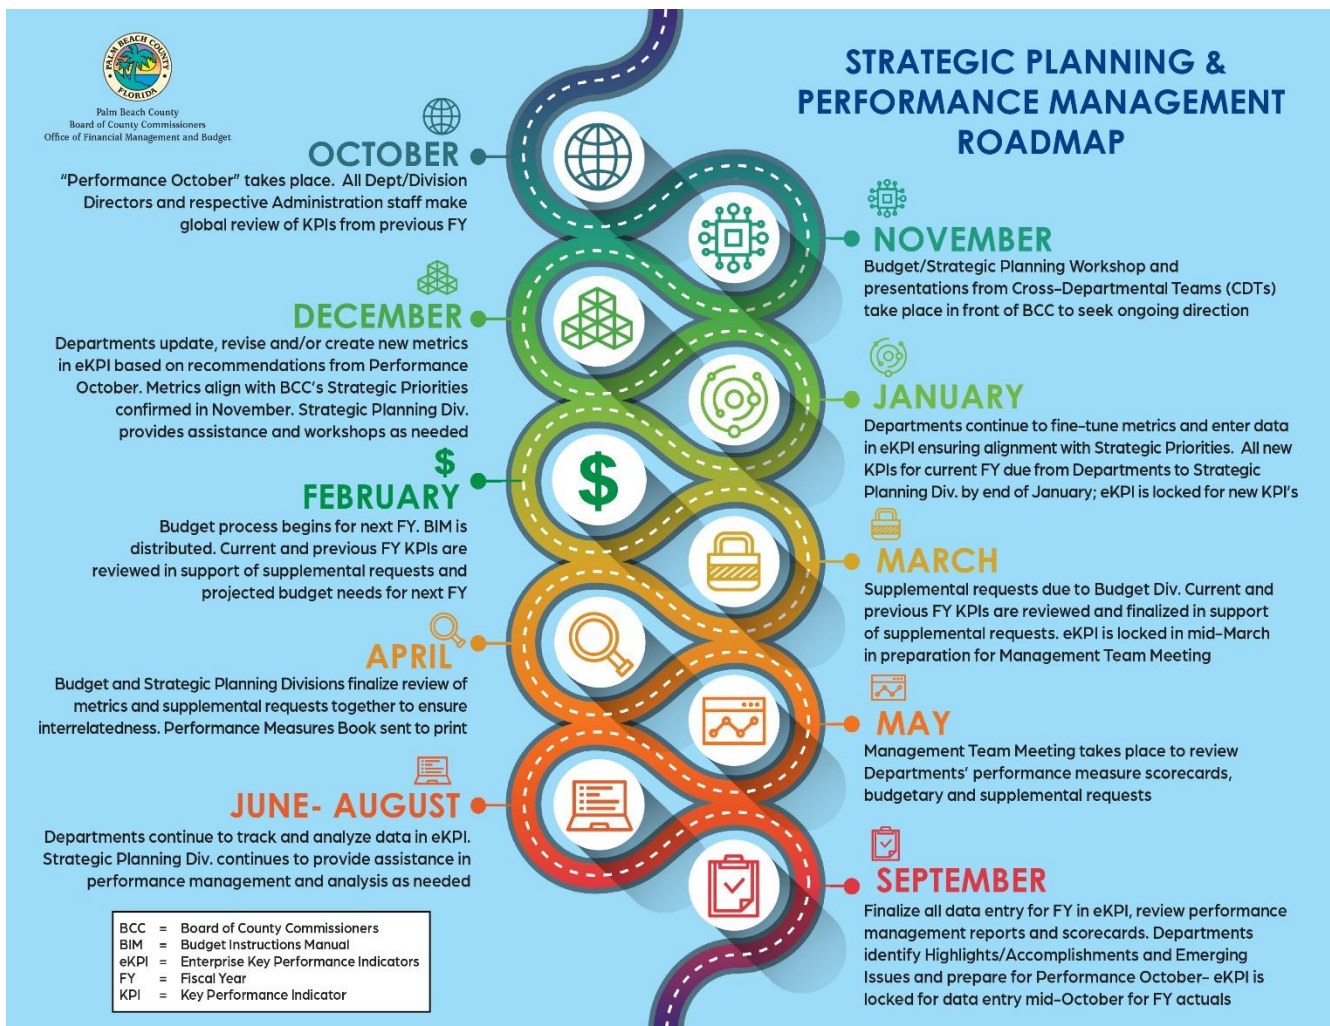 PALM BEACH COUNTY
FLORIDA
Palm Beach County
Board of County Commissioners
Office of Financial Management and Budget
STRATEGIC PLANNING &
PERFORMANCE MANAGEMENT
ROADMAP
OCTOBER
“Performance October” takes place. All Dept/Division
Directors and respective Administration staff make
global review of KPIs from previous FY
NOVEMBER
Budget/Strategic Planning Workshop and
presentations from Cross-Departmental Teams (CDTs)
take place in front of BCC to seek ongoing direction
DECEMBER
Departments update, revise and/or create new metrics
in eKPI based on recommendations from Performance
October. Metrics align with BCC's Strategic Priorities
confirmed in November. Strategic Planning Div.
provides assistance and workshops as needed
JANUARY
Departments continue to fine-tune metrics and enter data
in eKPI ensuring alignment with Strategic Priorities. All new
KPIs for current FY due from Departments to Strategic
Planning Div. by end of January; eKPI is locked for new KPI's
$
$
FEBRUARY
Budget process begins for next FY. BIM is
distributed. Current and previous FY KPIs are
reviewed in support of supplemental requests and
projected budget needs for next FY
MARCH
Supplemental requests due to Budget Div. Current and
previous FY KPIs are reviewed and finalized in support
of supplemental requests. eKPI is locked in mid-March
in preparation for Management Team Meeting
APRIL
Budget and Strategic Planning Divisions finalize review of
metrics and supplemental requests together to ensure
interrelatedness. Performance Measures Book sent to print
MAY
Management Team Meeting takes place to review
Departments' performance measure scorecards,
budgetary and supplemental requests
JUNE- AUGUST
Departments continue to track and analyze data in eKPI.
Strategic Planning Div. continues to provide assistance in
performance management and analysis as needed
SEPTEMBER
Finalize all data entry for FY in eKPI, review performance
management reports and scorecards. Departments
identify Highlights/Accomplishments and Emerging
Issues and prepare for Performance October- eKPI is
locked for data entry mid-October for FY actuals
BCC = Board of County Commissioners
BIM = Budget Instructions Manual
eKPI = Enterprise Key Performance Indicators
FY = Fiscal Year
KPI = Key Performance Indicator